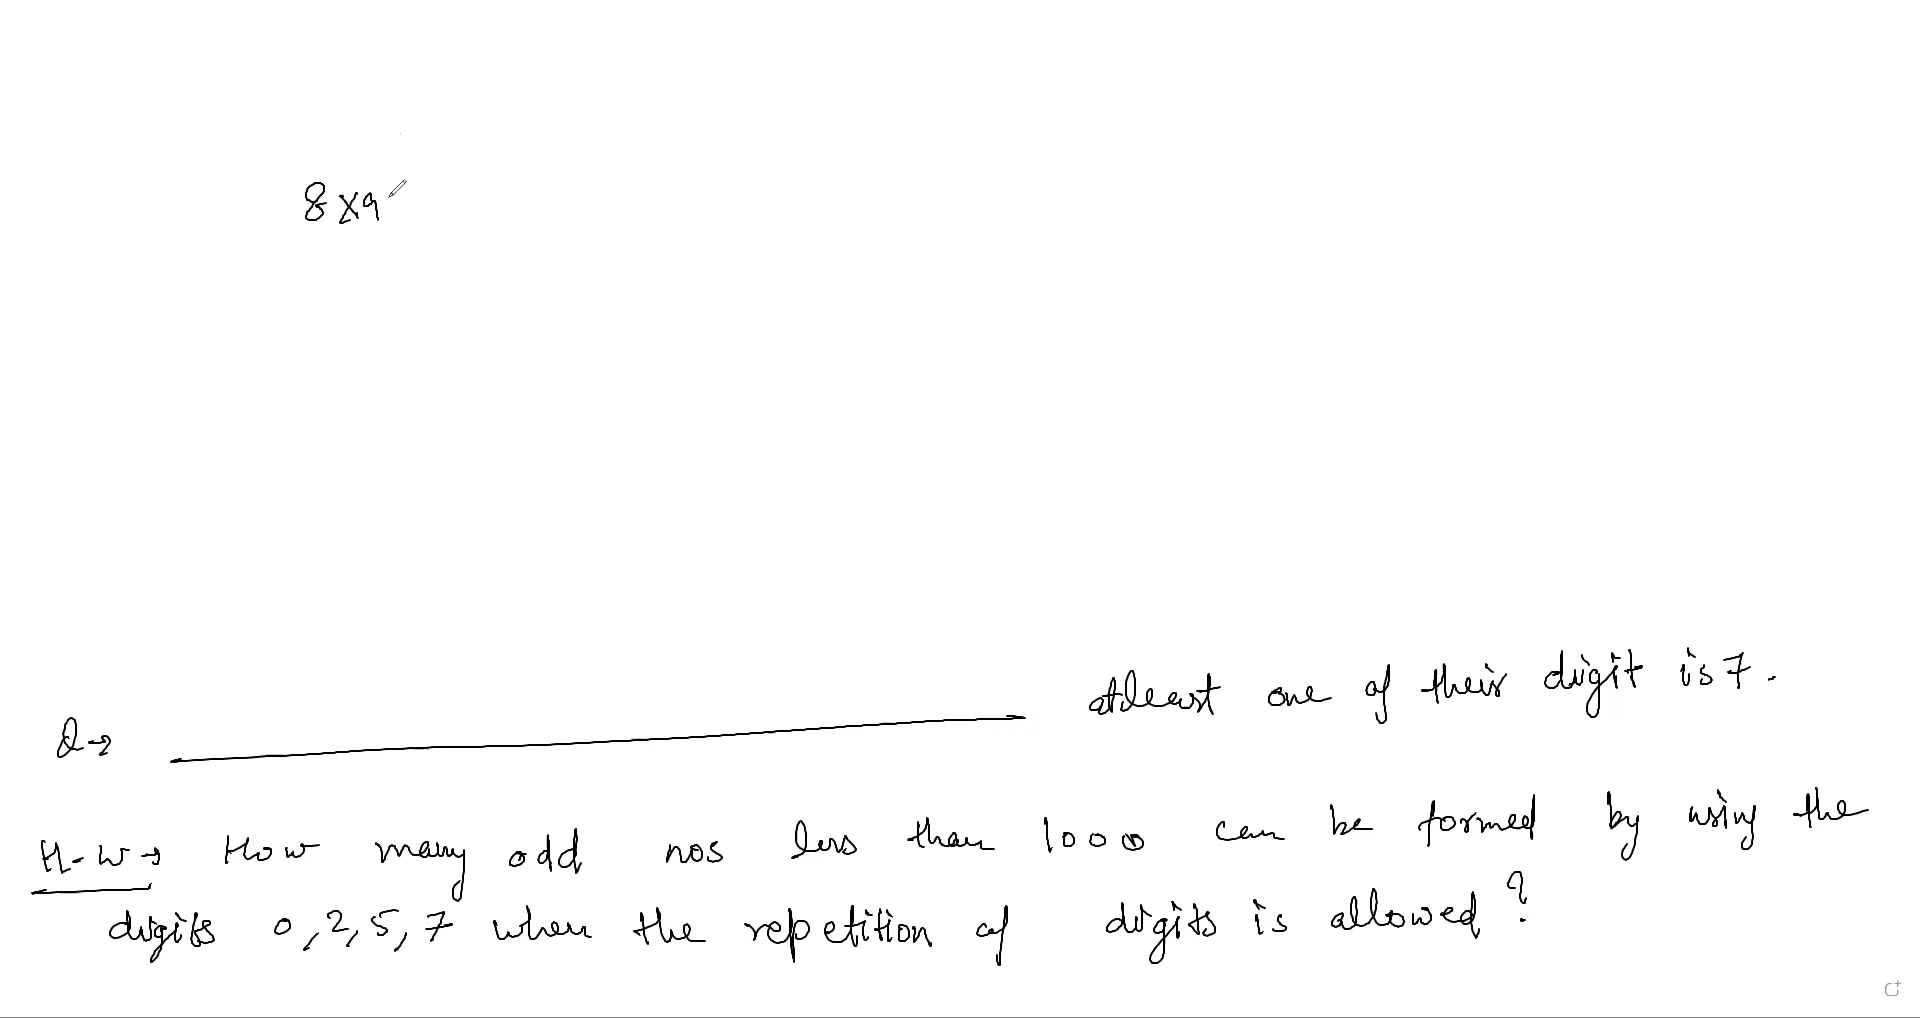 8 x 9
Q→ atleast one of their digit is 7.
H-W→ How many odd nos less than 1000 can be formed by using the
digits 0, 2, 5, 7 when the repetition of digits is allowed?